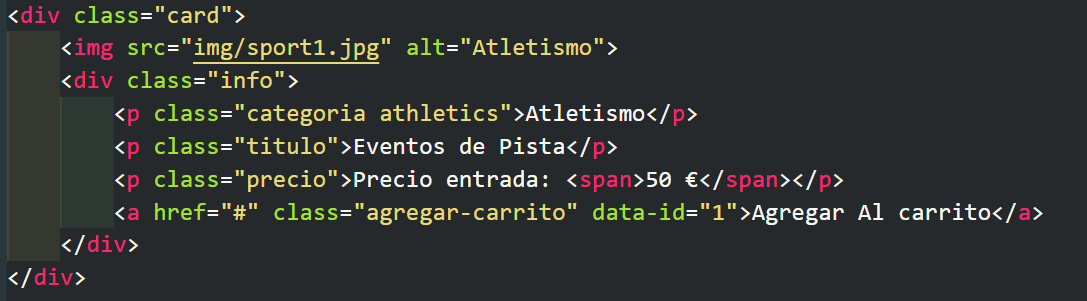 <div class="card">
<img src="img/sport1.jpg" alt="Atletismo">
<div class="info">
<p class="categoria athletics">Atletismo</p>
<p class="titulo">Eventos de Pista</p>
<p class="precio">Precio entrada: <span>50 €</span></p>
<a href="#" class="agregar-carrito" data-id="1">Agregar Al carrito</a>
</div>
</div>